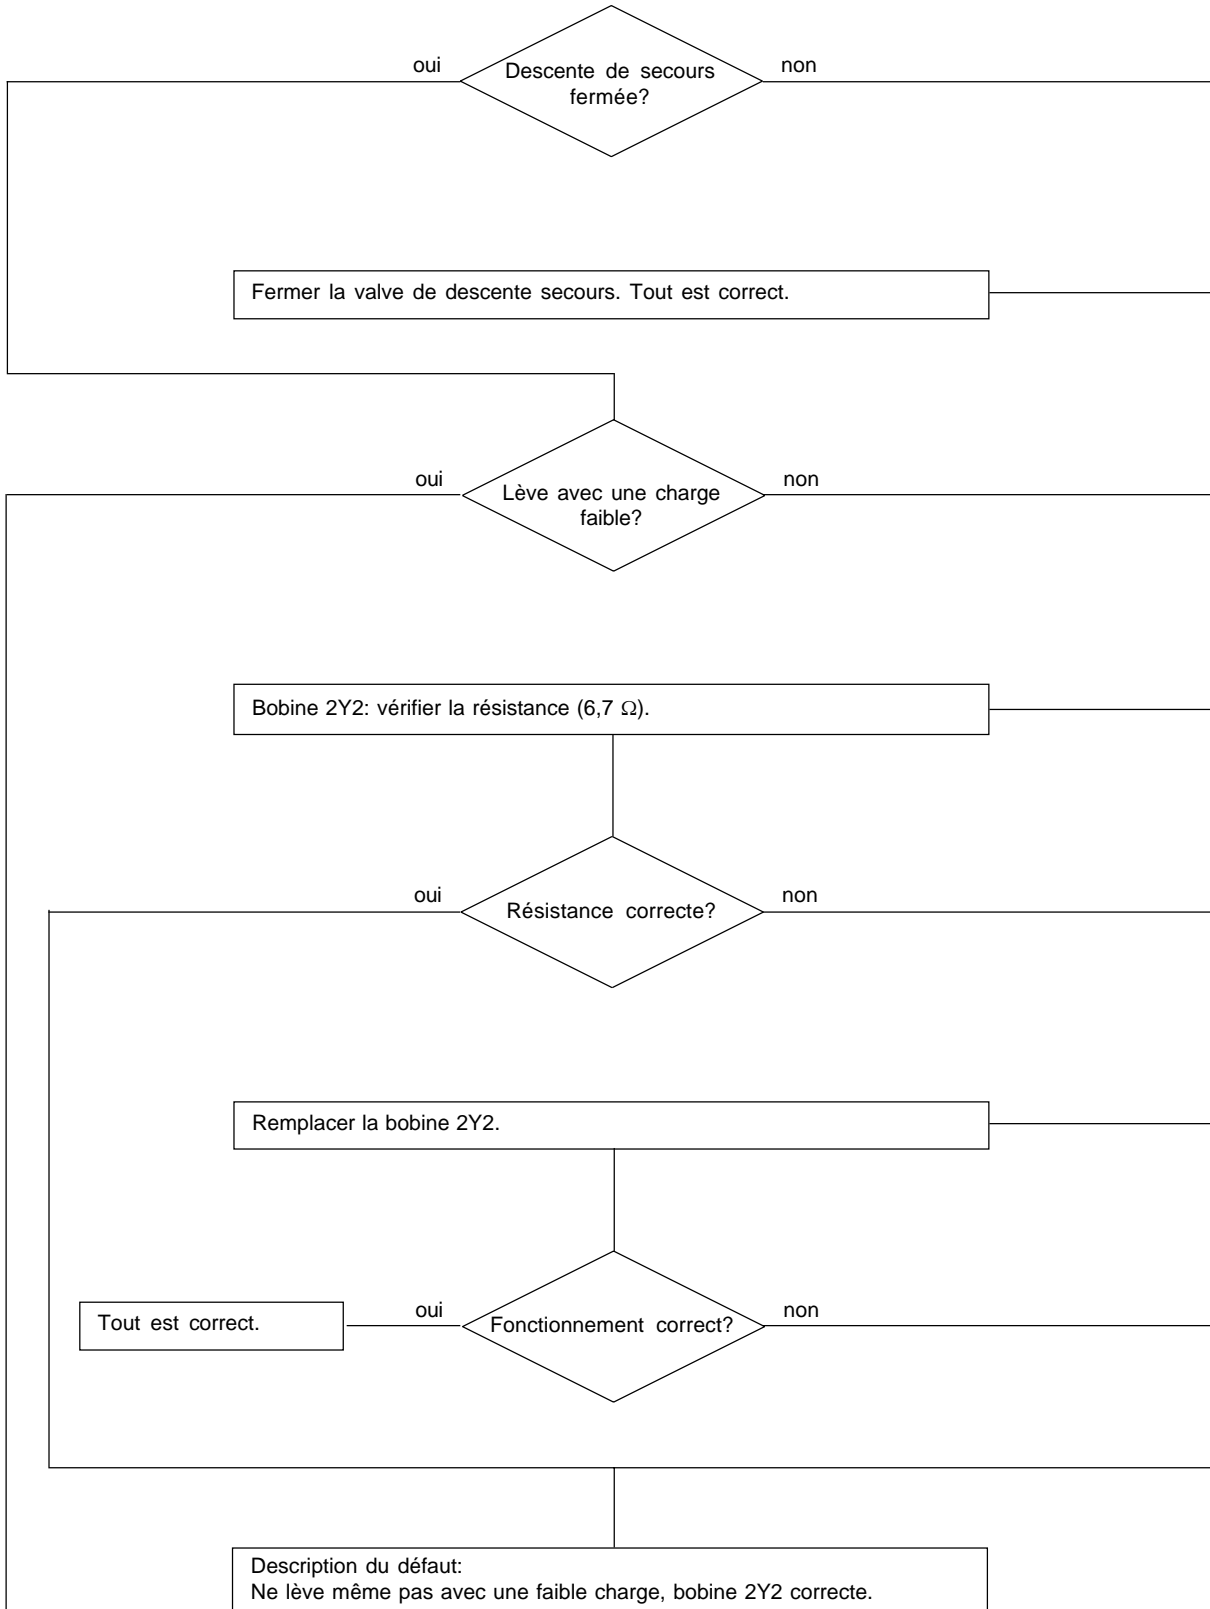 oui
Descente de secours
fermée?
non
Fermer la valve de descente secours. Tout est correct.
oui
Lève avec une charge
faible?
non
Bobine 2Y2: vérifier la résistance (6,7 Ω).
oui
Résistance correcte?
non
Remplacer la bobine 2Y2.
Tout est correct.
oui
Fonctionnement correct?
non
Description du défaut:
Ne lève même pas avec une faible charge, bobine 2Y2 correcte.